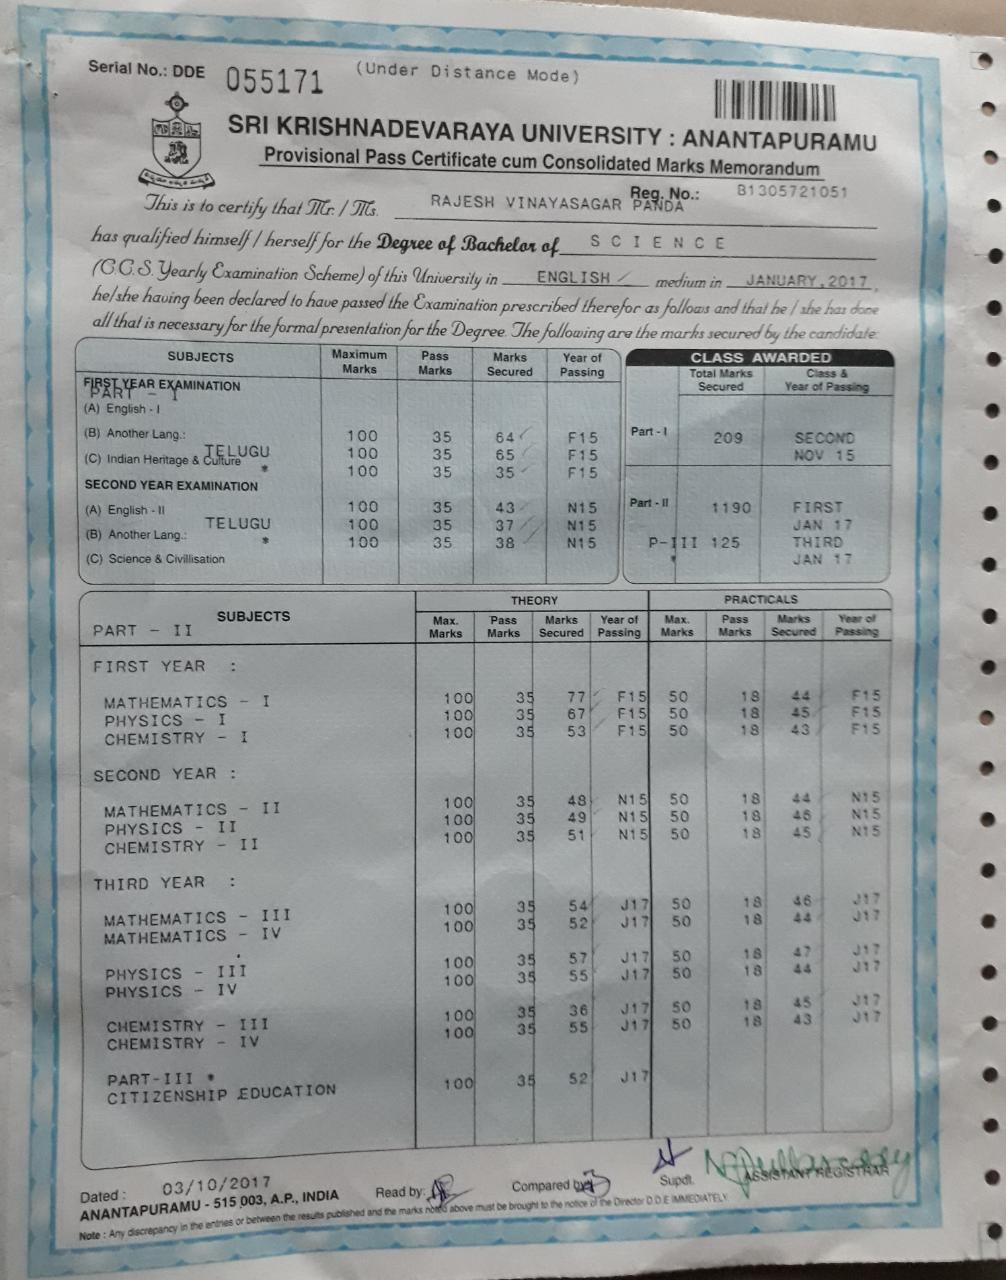 Serial No.: DDE 055171 (Under Distance Mode)
SRI KRISHNADEVARAYA UNIVERSITY : ANANTAPURAMU
Provisional Pass Certificate cum Consolidated Marks Memorandum
Reg. No.: B1305721051
This is to certify that Mr. / Ms. RAJESH VINAYASAGAR PANDA
has qualified himself / herself for the Degree of Bachelor of SCIENCE
(C.C.S. Yearly Examination Scheme) of this University in ENGLISH medium in JANUARY, 2017,
he/she having been declared to have passed the Examination prescribed therefor as follows and that he / she has done
all that is necessary for the formal presentation for the Degree. The following are the marks secured by the candidate:
SUBJECTS Maximum Marks Pass Marks Marks Secured Year of Passing
FIRST YEAR EXAMINATION
PART - I
(A) English - I 100 35 64 F15
(B) Another Lang.: TELUGU 100 35 65 F15
(C) Indian Heritage & Culture * 100 35 35 F15
SECOND YEAR EXAMINATION
(A) English - II 100 35 43 N15
(B) Another Lang.: TELUGU 100 35 37 N15
(C) Science & Civillisation * 100 35 38 N15
CLASS AWARDED
Total Marks Secured Class & Year of Passing
Part - I 209 SECOND
NOV 15
Part - II 1190 FIRST
JAN 17
P-III 125 THIRD
* JAN 17
SUBJECTS THEORY PRACTICALS
PART - II Max. Marks Pass Marks Marks Secured Year of Passing Max. Marks Pass Marks Marks Secured Year of Passing
FIRST YEAR :
MATHEMATICS - I 100 35 77 F15 50 18 44 F15
PHYSICS - I 100 35 67 F15 50 18 45 F15
CHEMISTRY - I 100 35 53 F15 50 18 43 F15
SECOND YEAR :
MATHEMATICS - II 100 35 48 N15 50 18 44 N15
PHYSICS - II 100 35 49 N15 50 18 46 N15
CHEMISTRY - II 100 35 51 N15 50 18 45 N15
THIRD YEAR :
MATHEMATICS - III 100 35 54 J17 50 18 46 J17
MATHEMATICS - IV 100 35 52 J17 50 18 44 J17
PHYSICS - III 100 35 57 J17 50 18 47 J17
PHYSICS - IV 100 35 55 J17 50 18 44 J17
CHEMISTRY - III 100 35 36 J17 50 18 45 J17
CHEMISTRY - IV 100 35 55 J17 50 18 43 J17
PART-III *
CITIZENSHIP EDUCATION 100 35 52 J17
Dated : 03/10/2017 Read by: Compared by: Supdt. ASSISTANT REGISTRAR
ANANTAPURAMU - 515 003, A.P., INDIA
Note : Any discrepancy in the entries or between the results published and the marks noted above must be brought to the notice of the Director D.D.E IMMEDIATELY